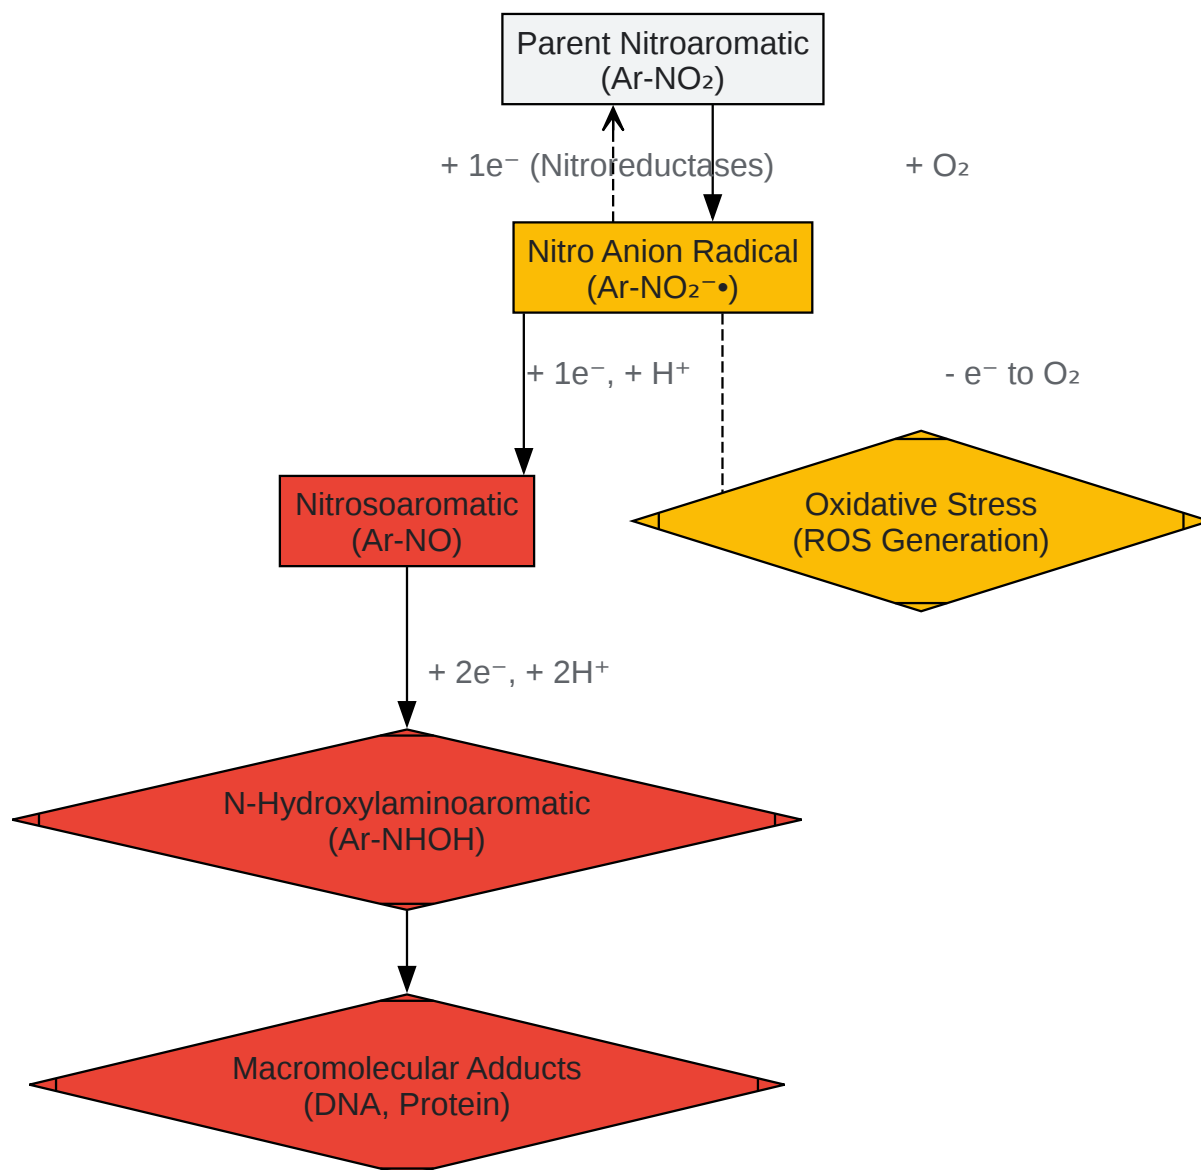 Parent Nitroaromatic
(Ar-NO₂)
+ 1e⁻ (Nitroreductases)
+ O₂
Nitro Anion Radical
(Ar-NO₂⁻•)
+ 1e⁻, + H⁺
- e⁻ to O₂
Nitrosoaromatic
(Ar-NO)
Oxidative Stress
(ROS Generation)
+ 2e⁻, + 2H⁺
N-Hydroxylaminoaromatic
(Ar-NHOH)
Macromolecular Adducts
(DNA, Protein)